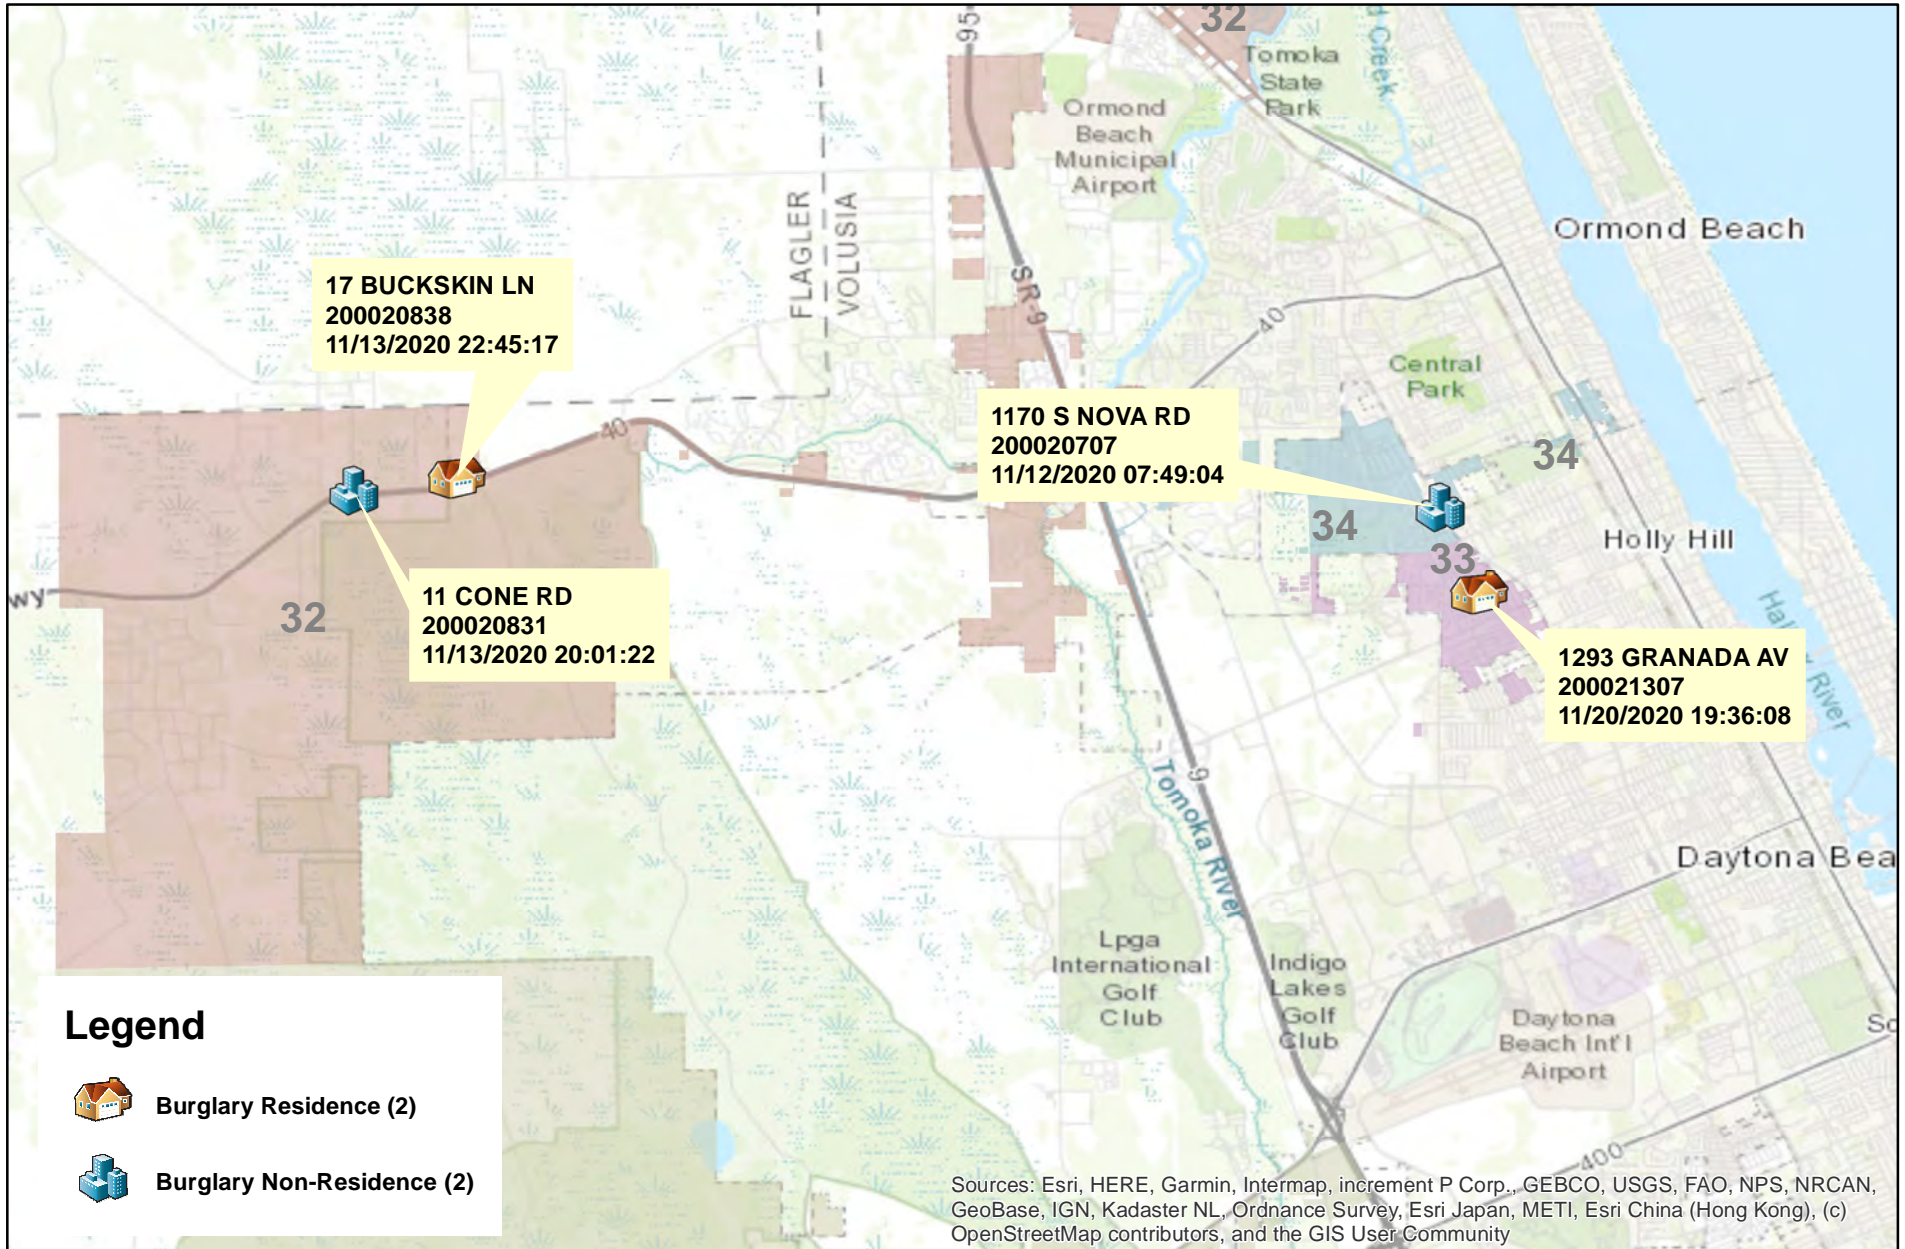 32
95
Tomoka
State
Park
Creek
Ormond
Beach
Municipal
Airport
FLAGLER
VOLUSIA
Ormond Beach
SR-9
40
17 BUCKSKIN LN
200020838
11/13/2020 22:45:17
Central
Park
1170 S NOVA RD
200020707
11/12/2020 07:49:04
40
34
34
33
Holly Hill
wy
32
11 CONE RD
200020831
11/13/2020 20:01:22
1293 GRANADA AV
200021307
11/20/2020 19:36:08
Hal
River
9
Tomoka River
Daytona Bea
Lpga
International
Golf
Club
Indigo
Lakes
Golf
Club
Daytona
Beach Int'l
Airport
So
400
Legend
Burglary Residence (2)
Burglary Non-Residence (2)
Sources: Esri, HERE, Garmin, Intermap, increment P Corp., GEBCO, USGS, FAO, NPS, NRCAN,
GeoBase, IGN, Kadaster NL, Ordnance Survey, Esri Japan, METI, Esri China (Hong Kong), (c)
OpenStreetMap contributors, and the GIS User Community